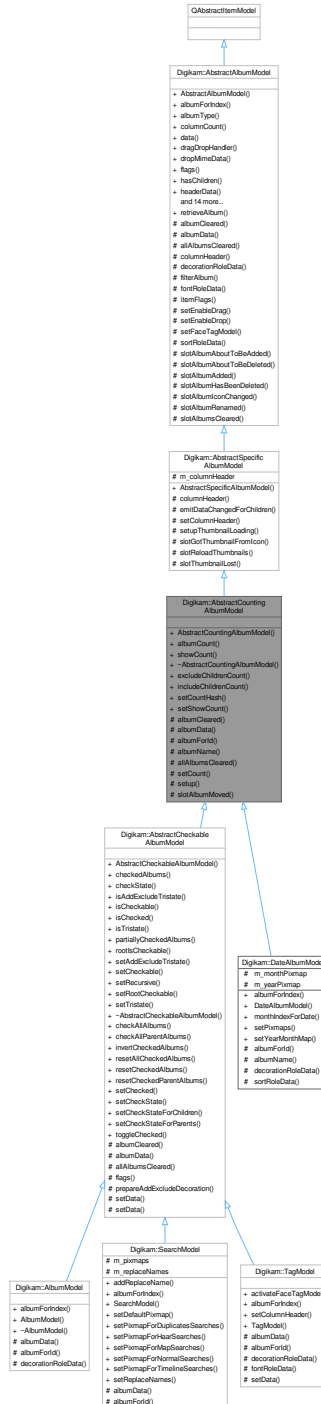 QAbstractItemModel
Digikam::AbstractAlbumModel
+ AbstractAlbumModel()
+ albumForIndex()
+ albumType()
+ columnCount()
+ data()
+ dragDropHandler()
+ dropMimeData()
+ flags()
+ hasChildren()
+ headerData()
and 14 more...
+ retrieveAlbum()
# albumCleared()
# albumData()
# allAlbumsCleared()
# columnHeader()
# decorationRoleData()
# filterAlbum()
# fontRoleData()
# itemFlags()
# setEnableDrag()
# setEnableDrop()
# setFaceTagModel()
# sortRoleData()
# slotAlbumAboutToBeAdded()
# slotAlbumAboutToBeDeleted()
# slotAlbumAdded()
# slotAlbumHasBeenDeleted()
# slotAlbumIconChanged()
# slotAlbumRenamed()
# slotAlbumsCleared()
Digikam::AbstractSpecific
AlbumModel
# m_columnHeader
+ AbstractSpecificAlbumModel()
# columnHeader()
# emitDataChangedForChildren()
# setColumnHeader()
# setupThumbnailLoading()
# slotGotThumbnailFromIcon()
# slotReloadThumbnails()
# slotThumbnailLost()
Digikam::AbstractCounting
AlbumModel
+ AbstractCountingAlbumModel()
+ albumCount()
+ showCount()
+ ~AbstractCountingAlbumModel()
+ excludeChildrenCount()
+ includeChildrenCount()
+ setCountHash()
+ setShowCount()
# albumCleared()
# albumData()
# albumForId()
# albumName()
# allAlbumsCleared()
# setCount()
# setup()
# slotAlbumMoved()
Digikam::AbstractCheckable
AlbumModel
+ AbstractCheckableAlbumModel()
+ checkedAlbums()
+ checkState()
+ isAddExcludeTristate()
+ isCheckable()
+ isChecked()
+ isTristate()
+ partiallyCheckedAlbums()
+ rootIsCheckable()
+ setAddExcludeTristate()
+ setCheckable()
+ setRecursive()
+ setRootCheckable()
+ setTristate()
+ ~AbstractCheckableAlbumModel()
+ checkAllAlbums()
+ checkAllParentAlbums()
+ invertCheckedAlbums()
+ resetAllCheckedAlbums()
+ resetCheckedAlbums()
+ resetCheckedParentAlbums()
+ setChecked()
+ setCheckState()
+ setCheckStateForChildren()
+ setCheckStateForParents()
+ toggleChecked()
# albumCleared()
# albumData()
# allAlbumsCleared()
# flags()
# prepareAddExcludeDecoration()
# setData()
# setData()
Digikam::DateAlbumModel
# m_monthPixmap
# m_yearPixmap
+ albumForIndex()
+ DateAlbumModel()
+ monthIndexForDate()
+ setPixmaps()
+ setYearMonthMap()
# albumForId()
# albumName()
# decorationRoleData()
# sortRoleData()
Digikam::AlbumModel
+ albumForIndex()
+ AlbumModel()
+ ~AlbumModel()
# albumData()
# albumForId()
# decorationRoleData()
Digikam::SearchModel
# m_pixmaps
# m_replaceNames
+ addReplaceName()
+ albumForIndex()
+ SearchModel()
+ setDefaultPixmap()
+ setPixmapForDuplicatesSearches()
+ setPixmapForHaarSearches()
+ setPixmapForMapSearches()
+ setPixmapForNormalSearches()
+ setPixmapForTimelineSearches()
+ setReplaceNames()
# albumData()
# albumForId()
Digikam::TagModel
+ activateFaceTagModel
+ albumForIndex()
+ setColumnHeader()
+ TagModel()
# albumData()
# albumForId()
# decorationRoleData()
# fontRoleData()
# setData()